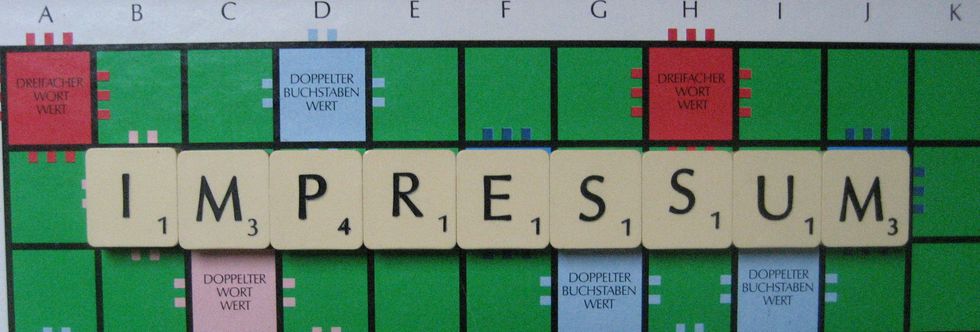 A B C D E F G H I J K
DREIFACHER
WORT
WERT
DOPPELTER
BUCHSTABEN
WERT
DREIFACHER
WORT
WERT
I1 M3 P4 R1 E1 S1 S1 U1 M3
DOPPELTER
WORT
WERT
DOPPELTER
BUCHSTABEN
WERT
DOPPELTER
BUCHSTABEN
WERT